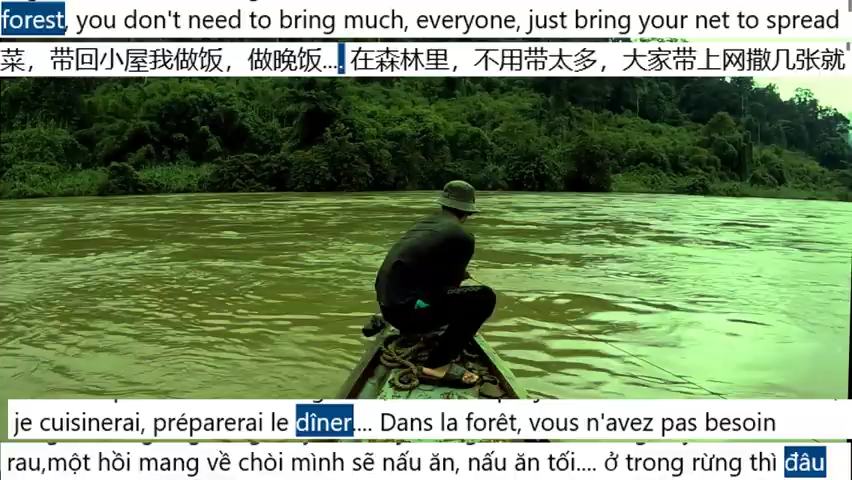 forest, you don't need to bring much, everyone, just bring your net to spread
菜，带回小屋我做饭，做晚饭.... 在森林里，不用带太多，大家带上网撒几张就
je cuisinerai, préparerai le dîner.... Dans la forêt, vous n'avez pas besoin
rau,một hồi mang về chòi mình sẽ nấu ăn, nấu ăn tối.... ở trong rừng thì đâu